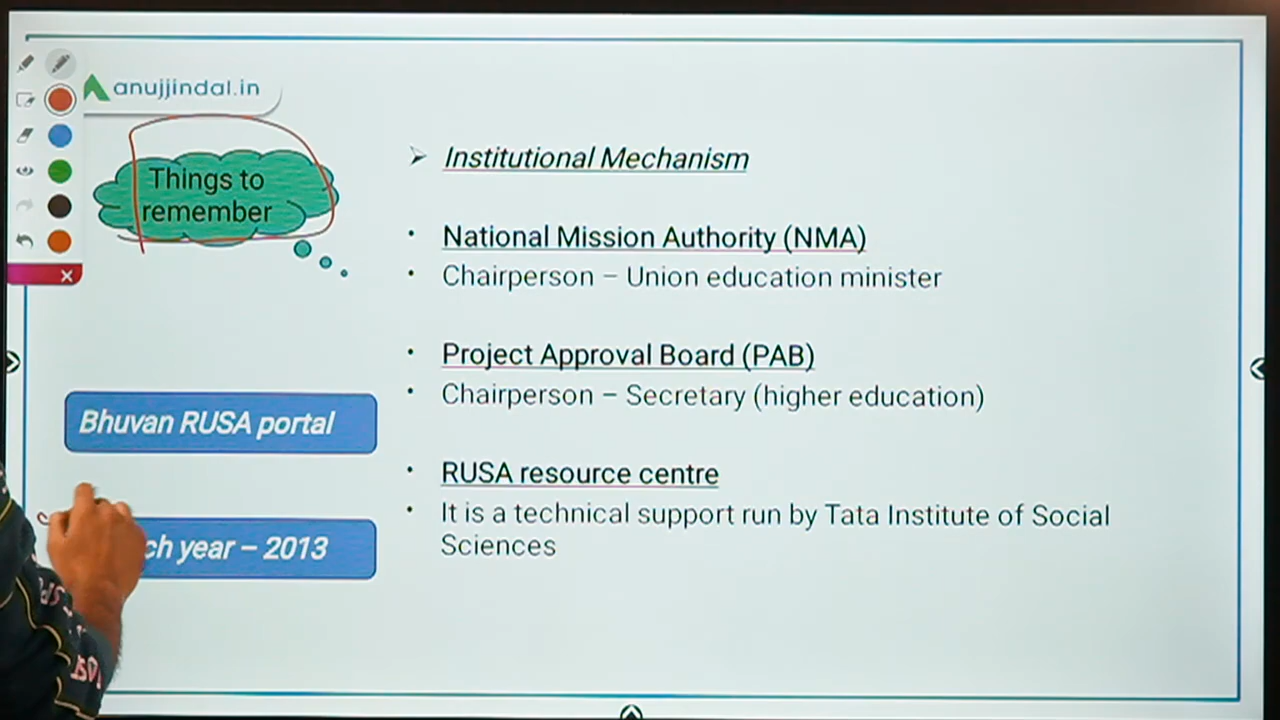 anujjindal.in
Things to
remember
Institutional Mechanism
National Mission Authority (NMA)
Chairperson – Union education minister
Project Approval Board (PAB)
Chairperson – Secretary (higher education)
Bhuvan RUSA portal
RUSA resource centre
It is a technical support run by Tata Institute of Social
Sciences
year – 2013